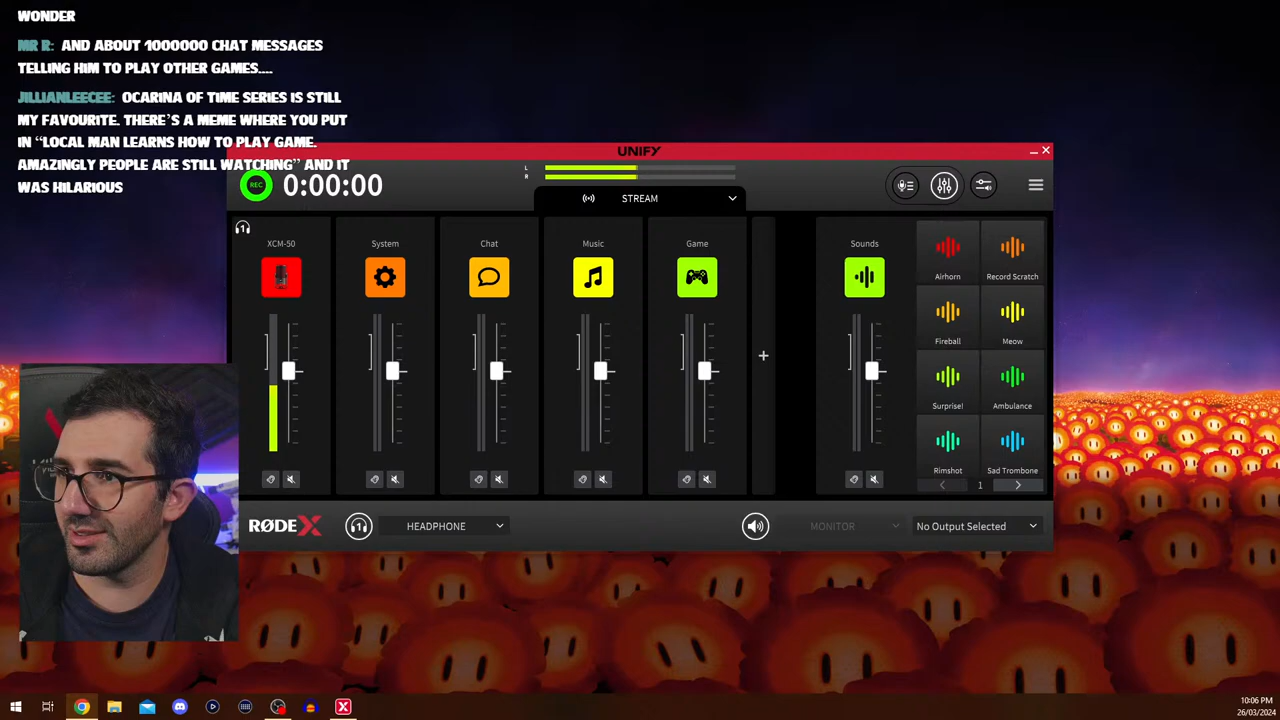 WONDER
MR R: AND ABOUT 1000000 CHAT MESSAGES
TELLING HIM TO PLAY OTHER GAMES....
JILLIANLEECEE: OCARINA OF TIME SERIES IS STILL
MY FAVOURITE. THERE'S A MEME WHERE YOU PUT
IN “LOCAL MAN LEARNS HOW TO PLAY GAME.
AMAZINGLY PEOPLE ARE STILL WATCHING” AND IT
WAS HILARIOUS
UNIFY
REC 0:00:00
L
R
STREAM
1
XCM-50
System
Chat
Music
Game
Sounds
Airhorn
Record Scratch
Fireball
Meow
Surprise!
Ambulance
Rimshot
Sad Trombone
+
1
RØDEX
1
HEADPHONE
MONITOR
No Output Selected
10:06 PM
26/03/2024